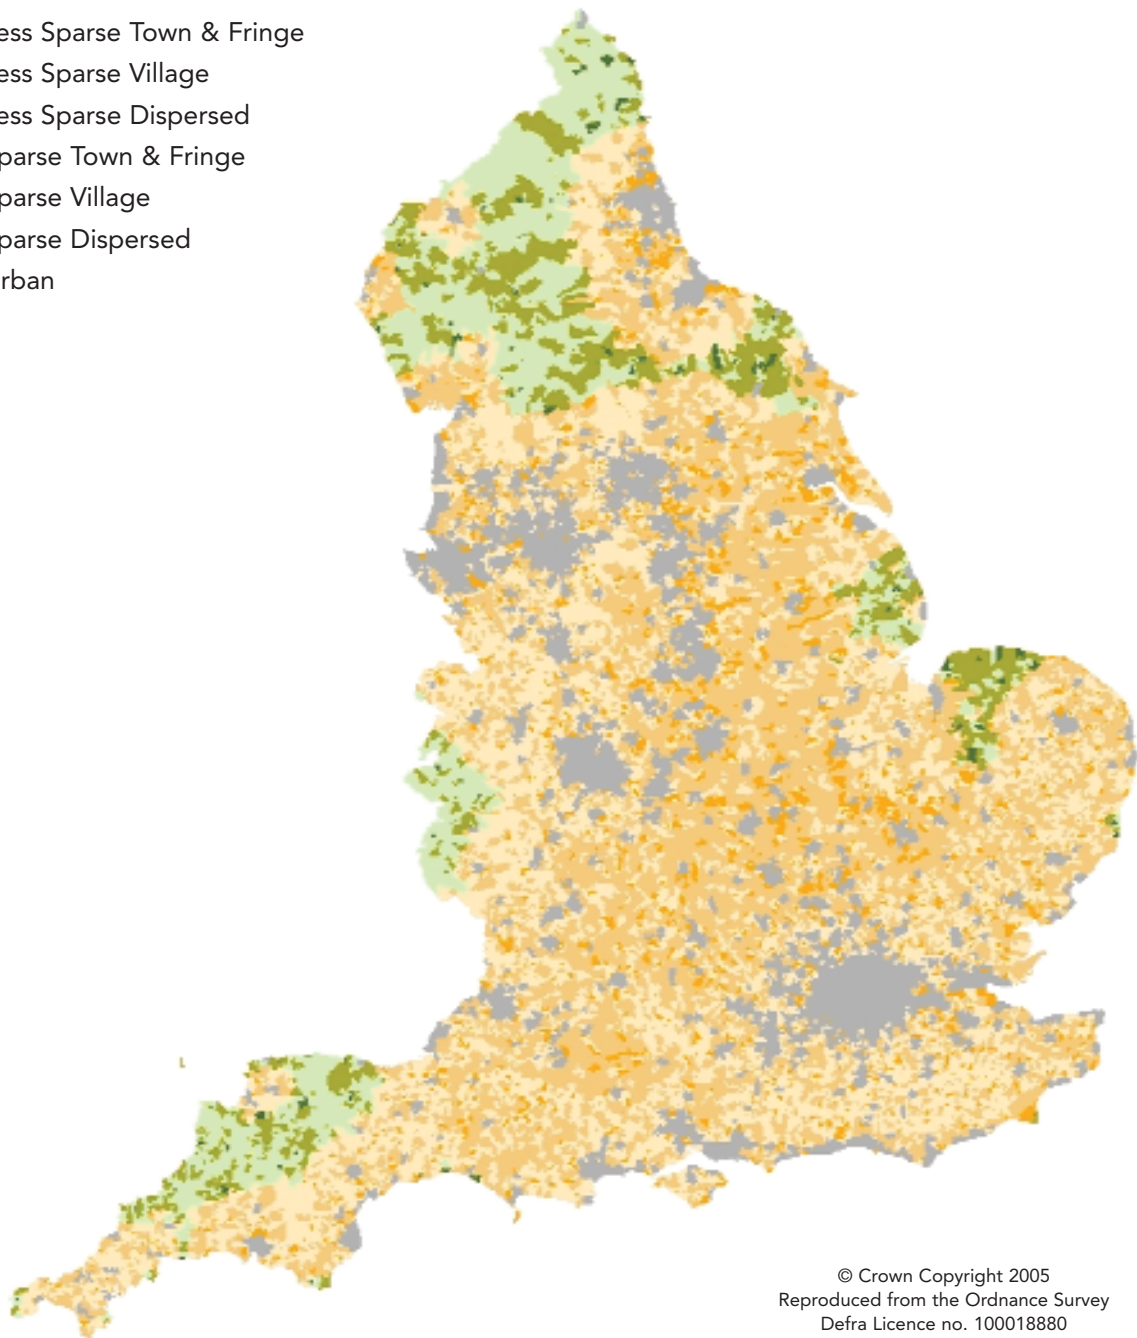 ess Sparse Town & Fringe
ess Sparse Village
ess Sparse Dispersed
parse Town & Fringe
parse Village
parse Dispersed
rban
© Crown Copyright 2005
Reproduced from the Ordnance Survey
Defra Licence no. 100018880